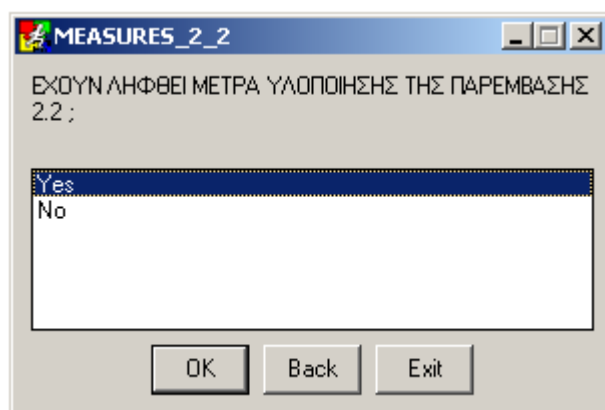 MEASURES_2_2
ΕΧΟΥΝ ΛΗΦΘΕΙ ΜΕΤΡΑ ΥΛΟΠΟΙΗΣΗΣ ΤΗΣ ΠΑΡΕΜΒΑΣΗΣ
2.2 ;
Yes
No
OK Back Exit